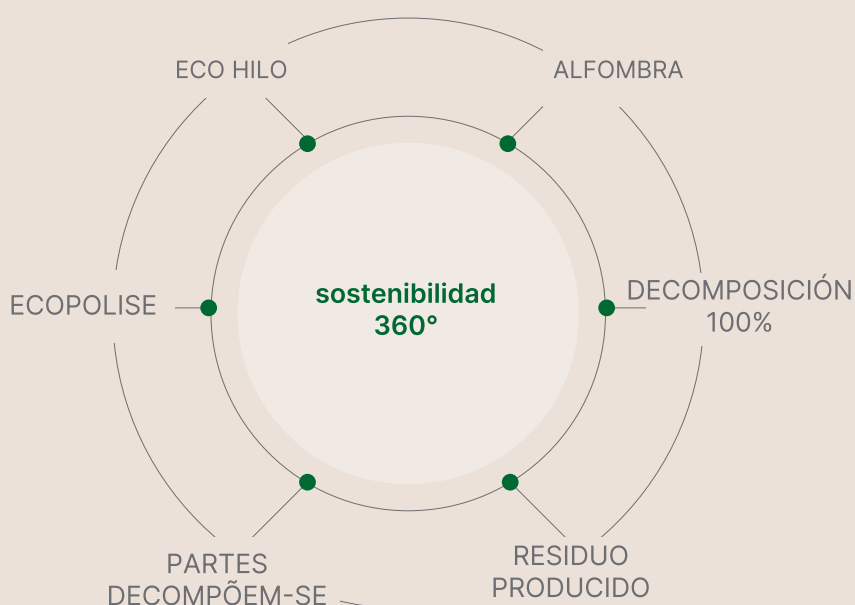 ECO HILO
ALFOMBRA
DECOMPOSICIÓN
100%
RESIDUO
PRODUCIDO
PARTES
DECOMPÕEM-SE
ECOPOLISE
sostenibilidad
360°